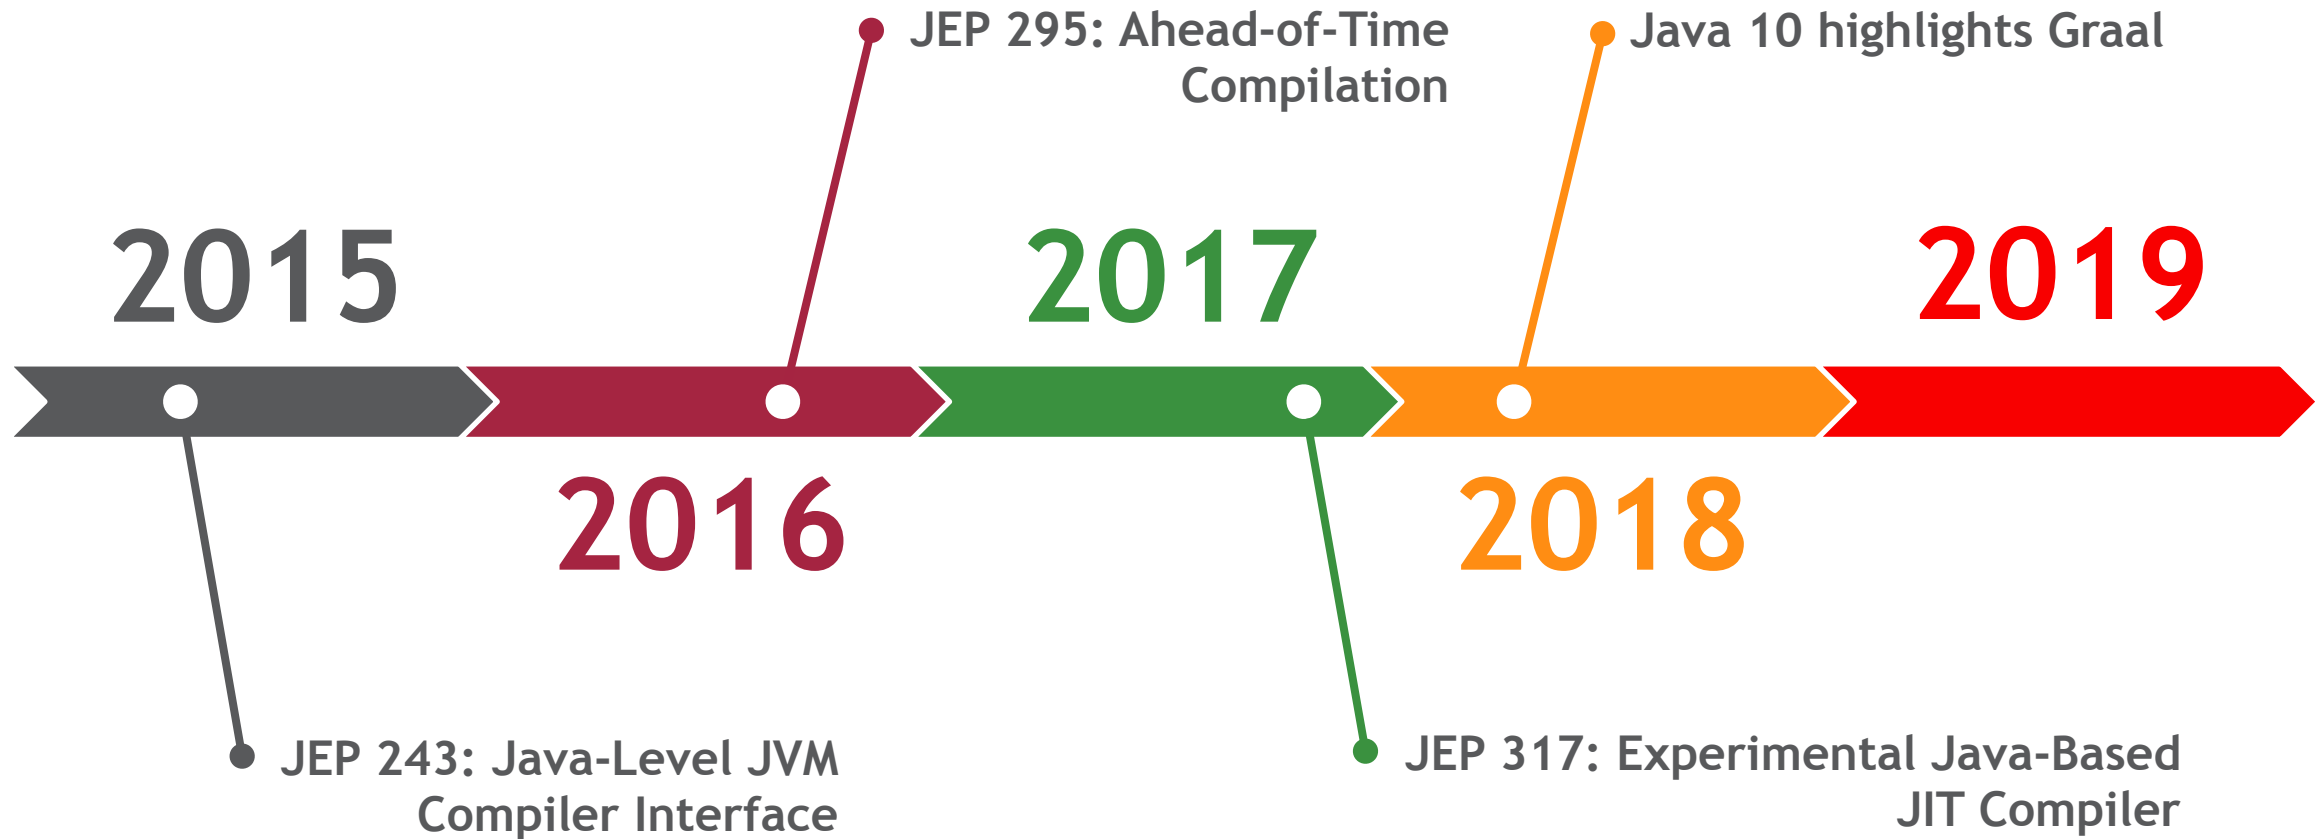 JEP 295: Ahead-of-Time
Compilation
Java 10 highlights Graal
2015
2017
2019
2016
2018
JEP 243: Java-Level JVM
Compiler Interface
JEP 317: Experimental Java-Based
JIT Compiler